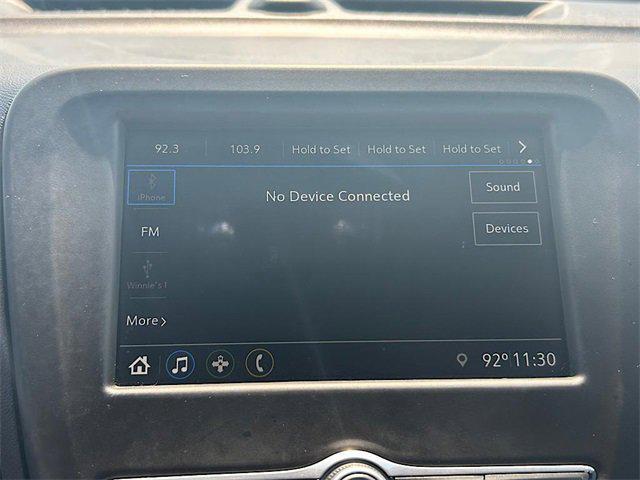 92.3 103.9 Hold to Set Hold to Set Hold to Set
iPhone
No Device Connected
Sound
FM
Devices
Winnie's
More
92° 11:30